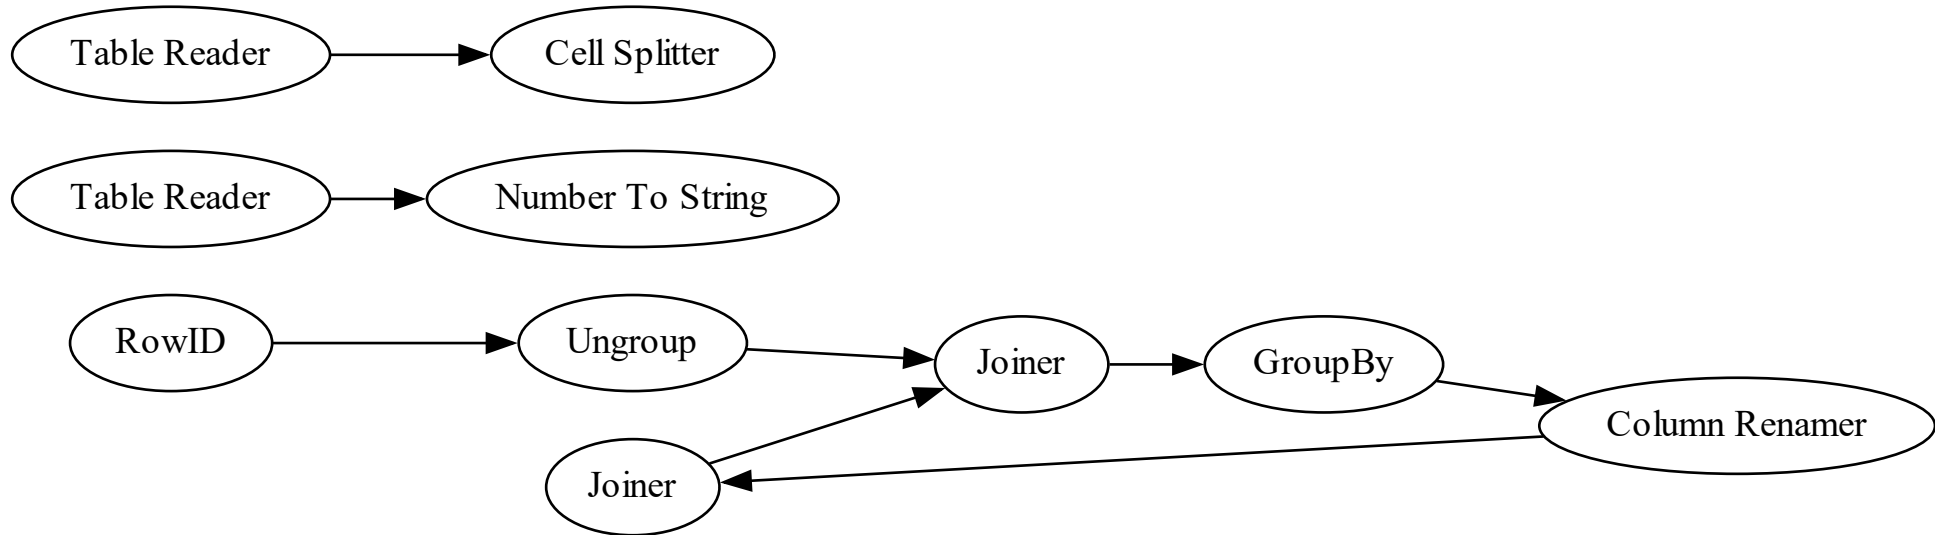 Table Reader
Cell Splitter
Table Reader
Number To String
RowID
Ungroup
Joiner
GroupBy
Column Renamer
Joiner